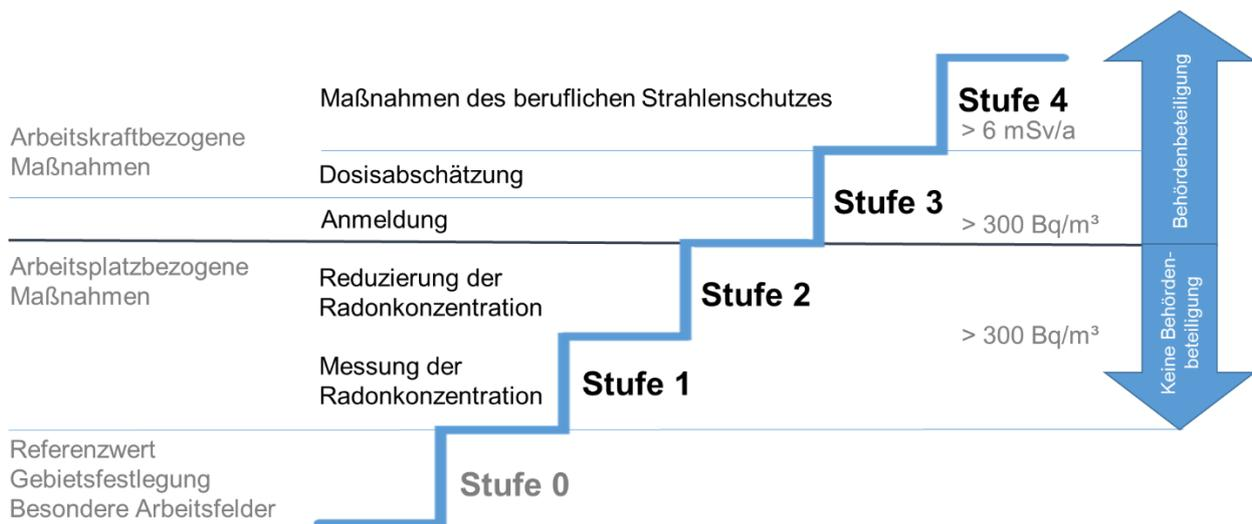 Maßnahmen des beruflichen Strahlenschutzes
Stufe 4
> 6 mSv/a
Arbeitskraftbezogene
Maßnahmen
Dosisabschätzung
Stufe 3
Anmeldung
> 300 Bq/m³
Behördenbeteiligung
Arbeitsplatzbezogene
Maßnahmen
Reduzierung der
Radonkonzentration
Stufe 2
> 300 Bq/m³
Keine Behörden-
beteiligung
Messung der
Radonkonzentration
Stufe 1
Referenzwert
Gebietsfestlegung
Besondere Arbeitsfelder
Stufe 0